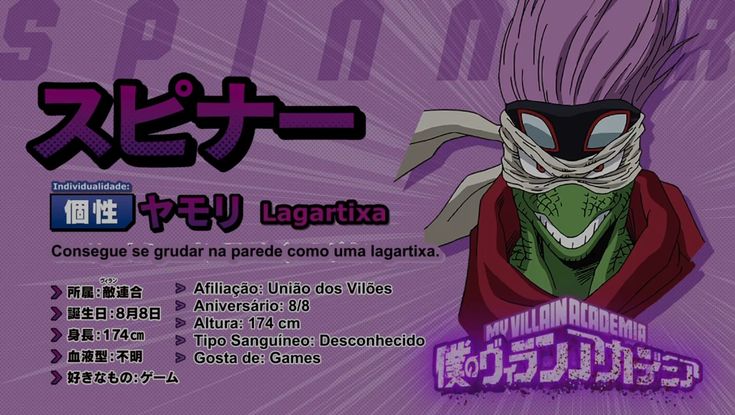 SPINNER
スピナー
Individualidade:
個性 ヤモリ Lagartixa
Consegue se grudar na parede como uma lagartixa.
ヴィラン
所属:敵連合
誕生日:8月8日
身長:174㎝
血液型:不明
好きなもの:ゲーム
Afiliação: União dos Vilões
Aniversário: 8/8
Altura: 174 cm
Tipo Sanguíneo: Desconhecido
Gosta de: Games
MY VILLAIN ACADEMIA
僕のヴィランアカデミア